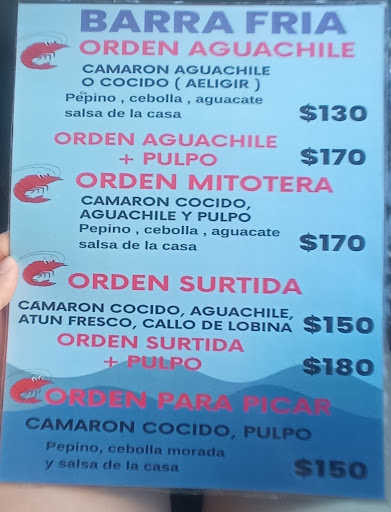 BARRA FRIA
ORDEN AGUACHILE
CAMARON AGUACHILE
O COCIDO ( AELIGIR )
Pepino , cebolla , aguacate
salsa de la casa $130
ORDEN AGUACHILE
+ PULPO $170
ORDEN MITOTERA
CAMARON COCIDO,
AGUACHILE Y PULPO
Pepino , cebolla , aguacate
salsa de la casa $170
ORDEN SURTIDA
CAMARON COCIDO, AGUACHILE,
ATUN FRESCO, CALLO DE LOBINA $150
ORDEN SURTIDA
+ PULPO $180
ORDEN PARA PICAR
CAMARON COCIDO, PULPO
Pepino, cebolla morada
y salsa de la casa $150